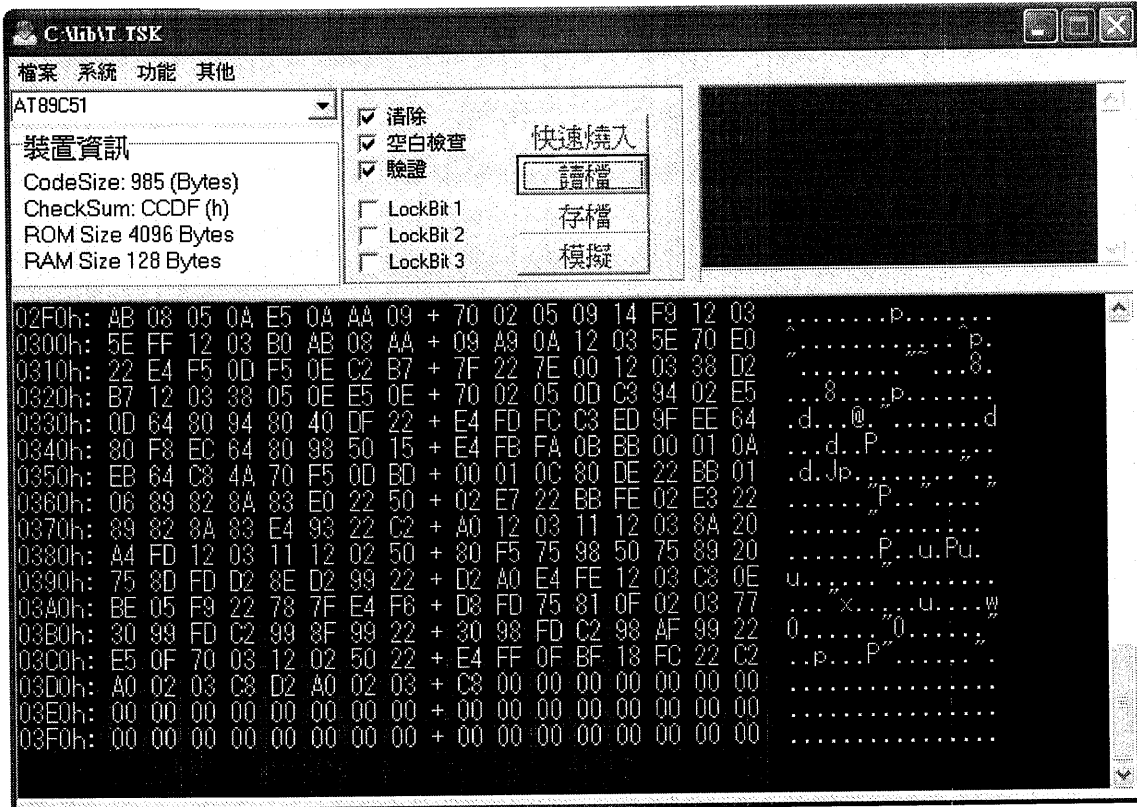 C:\lib\T.TSK
檔案 系統 功能 其他
AT89C51
裝置資訊
CodeSize: 985 (Bytes)
CheckSum: CCDF (h)
ROM Size 4096 Bytes
RAM Size 128 Bytes
清除
空白檢查
驗證
LockBit 1
LockBit 2
LockBit 3
快速燒入
讀檔
存檔
模擬
02F0h: AB 08 05 0A E5 0A AA 09 + 70 02 05 09 14 F9 12 03 ........p.......
0300h: 5E FF 12 03 B0 AB 08 AA + 09 A9 0A 12 03 5E 70 E0 ^.............^p.
0310h: 22 E4 F5 0D F5 0E C2 B7 + 7F 22 7E 00 12 03 38 D2 "........"~...8.
0320h: B7 12 03 38 05 0E E5 0E + 70 02 05 0D C3 94 02 E5 ...8....p.......
0330h: 0D 64 80 94 80 40 DF 22 + E4 FD FC C3 ED 9F EE 64 .d...@.".......d
0340h: 80 F8 EC 64 80 98 50 15 + E4 FB FA 0B BB 00 01 0A ...d..P.........
0350h: EB 64 C8 4A 70 F5 0D BD + 00 01 0C 80 DE 22 BB 01 .d.Jp........"..
0360h: 06 89 82 8A 83 E0 22 50 + 02 E7 22 BB FE 02 E3 22 ......"P.."...."
0370h: 89 82 8A 83 E4 93 22 C2 + A0 12 03 11 12 03 8A 20 ......"........
0380h: A4 FD 12 03 11 12 02 50 + 80 F5 75 98 50 75 89 20 .......P..u.Pu.
0390h: 75 8D FD D2 8E D2 99 22 + D2 A0 E4 FE 12 03 C8 0E u......"........
03A0h: BE 05 F9 22 78 7F E4 F6 + D8 FD 75 81 0F 02 03 77 ..."x.....u....w
03B0h: 30 99 FD C2 99 8F 99 22 + 30 98 FD C2 98 AF 99 22 0......"0......"
03C0h: E5 0F 70 03 12 02 50 22 + E4 FF 0F BF 18 FC 22 C2 ..p...P"......".
03D0h: A0 02 03 C8 D2 A0 02 03 + C8 00 00 00 00 00 00 00 ................
03E0h: 00 00 00 00 00 00 00 00 + 00 00 00 00 00 00 00 00 ................
03F0h: 00 00 00 00 00 00 00 00 + 00 00 00 00 00 00 00 00 ................